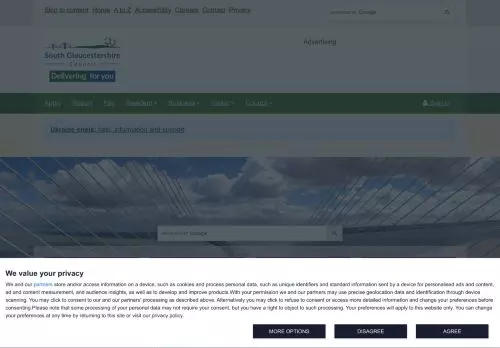 Skip to content Home A to Z Accessibility Careers Contact Privacy
Google
Advertising
South Gloucestershire
Council
Delivering for you
Apply Report Pay Resident Business Council Sign In
Ukraine crisis: help, information and support
Google
We value your privacy
We and our partners store and/or access information on a device, such as cookies and process personal data, such as unique identifiers and standard information sent by a device for personalised ads and content,
ad and content measurement, and audience insights, as well as to develop and improve products. With your permission we and our partners may use precise geolocation data and identification through device
scanning. You may click to consent to our and our partners' processing as described above. Alternatively you may click to refuse to consent or access more detailed information and change your preferences before
consenting.Please note that some processing of your personal data may not require your consent, but you have a right to object to such processing. Your preferences will apply to this website only. You can change
your preferences at any time by returning to this site or visit our privacy policy.
MORE OPTIONS DISAGREE AGREE